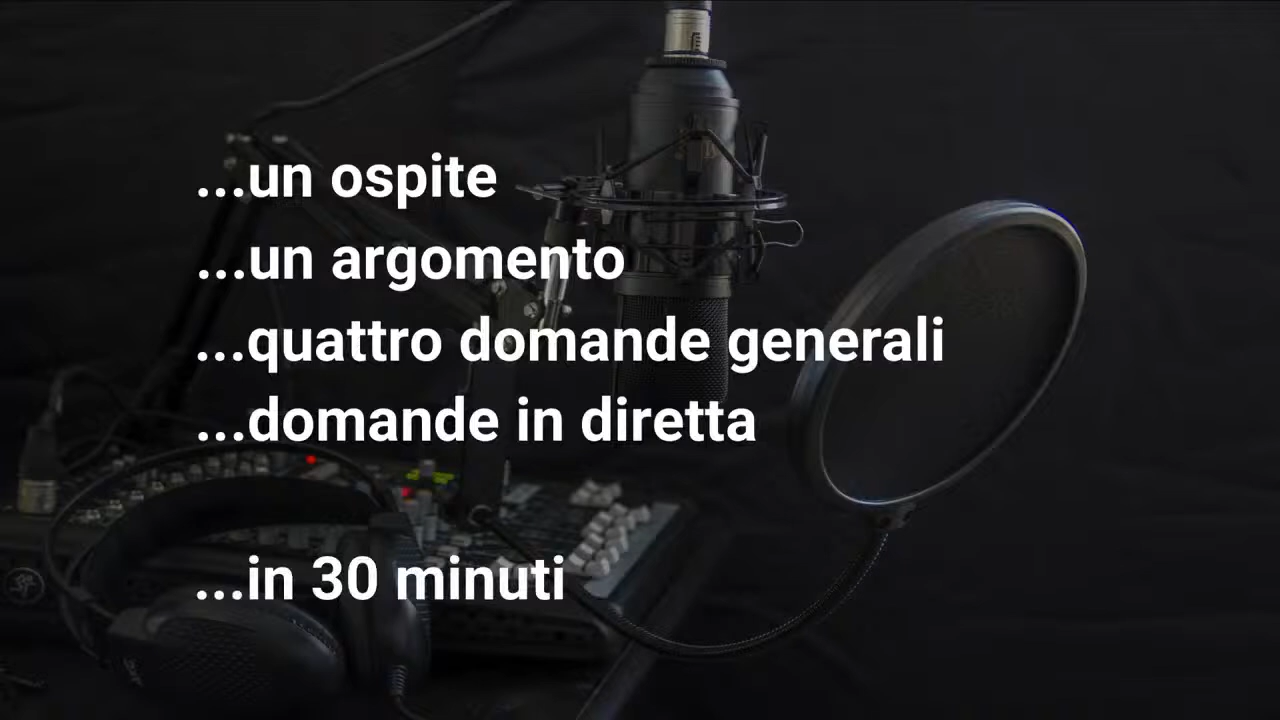 ...un ospite
...un argomento
...quattro domande generali
...domande in diretta
...in 30 minuti